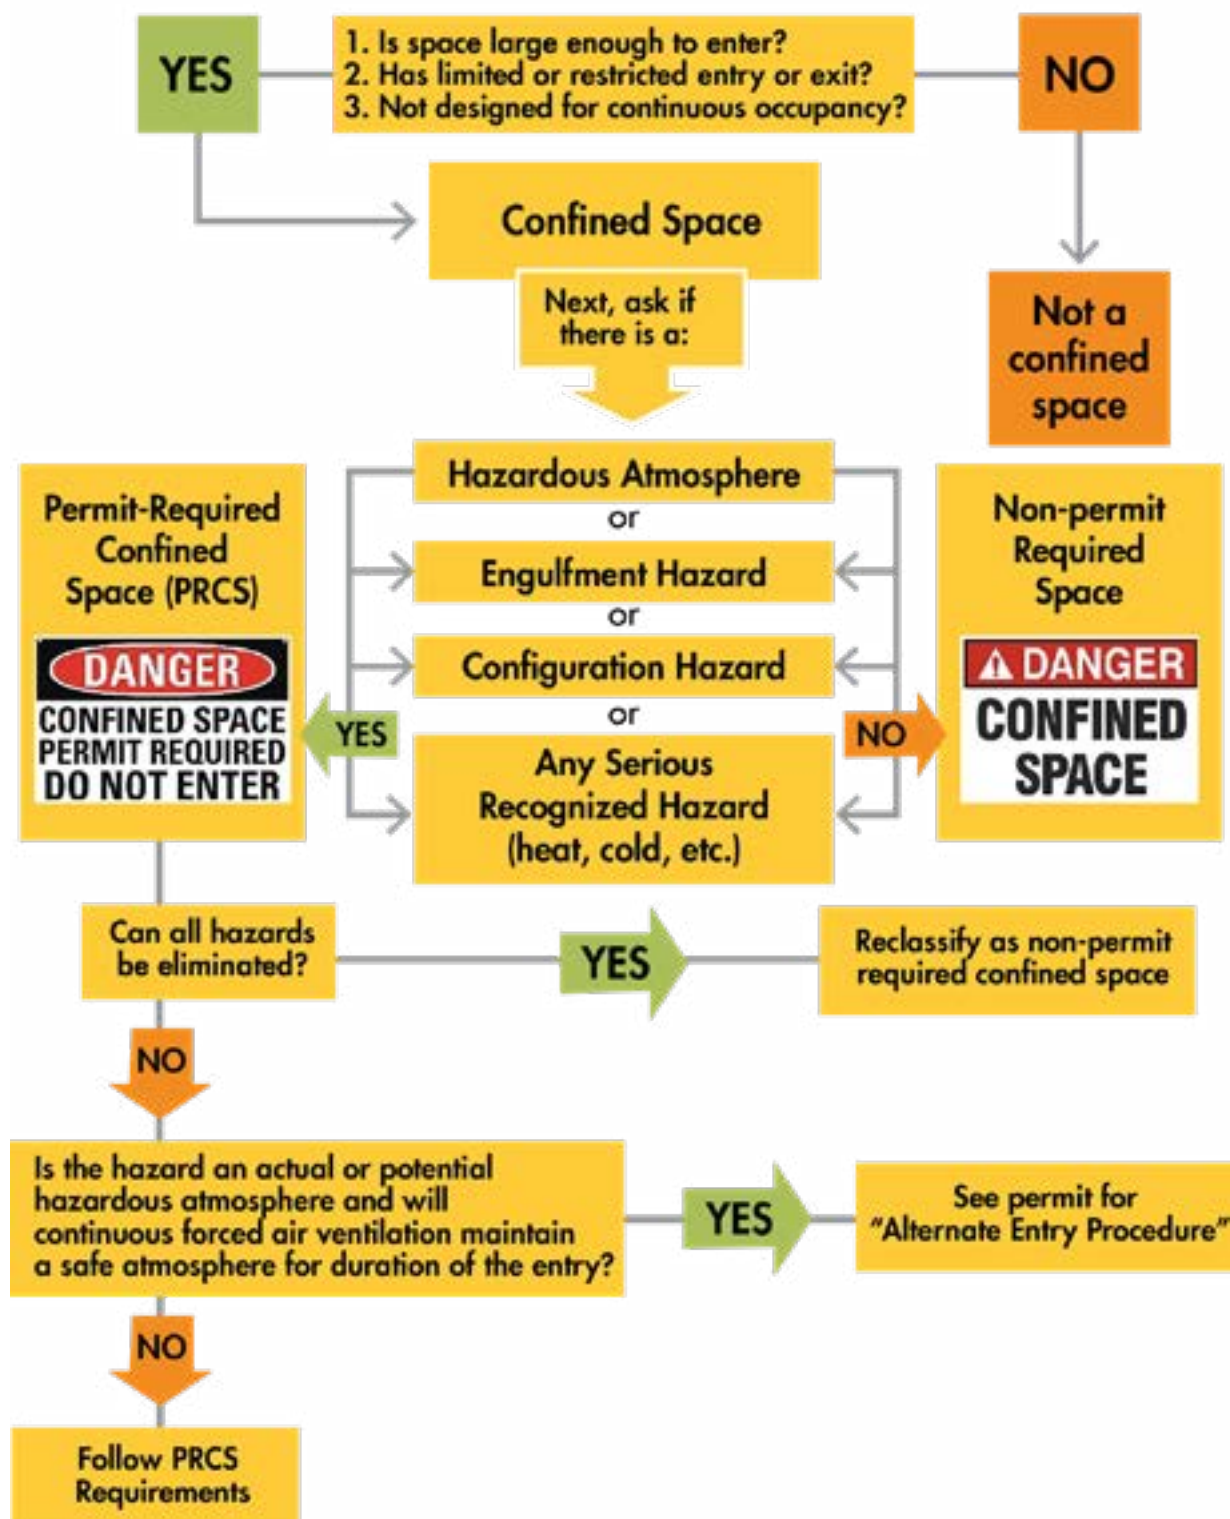 YES
1. Is space large enough to enter?
2. Has limited or restricted entry or exit?
3. Not designed for continuous occupancy?
NO
Confined Space
Next, ask if
there is a:
Not a
confined
space
Permit-Required
Confined
Space (PRCS)
DANGER
CONFINED SPACE
PERMIT REQUIRED
DO NOT ENTER
Hazardous Atmosphere
or
Engulfment Hazard
or
Configuration Hazard
or
Any Serious
Recognized Hazard
(heat, cold, etc.)
YES
NO
Non-permit
Required
Space
DANGER
CONFINED
SPACE
Can all hazards
be eliminated?
YES
Reclassify as non-permit
required confined space
NO
Is the hazard an actual or potential
hazardous atmosphere and will
continuous forced air ventilation maintain
a safe atmosphere for duration of the entry?
YES
See permit for
"Alternate Entry Procedure"
NO
Follow PRCS
Requirements